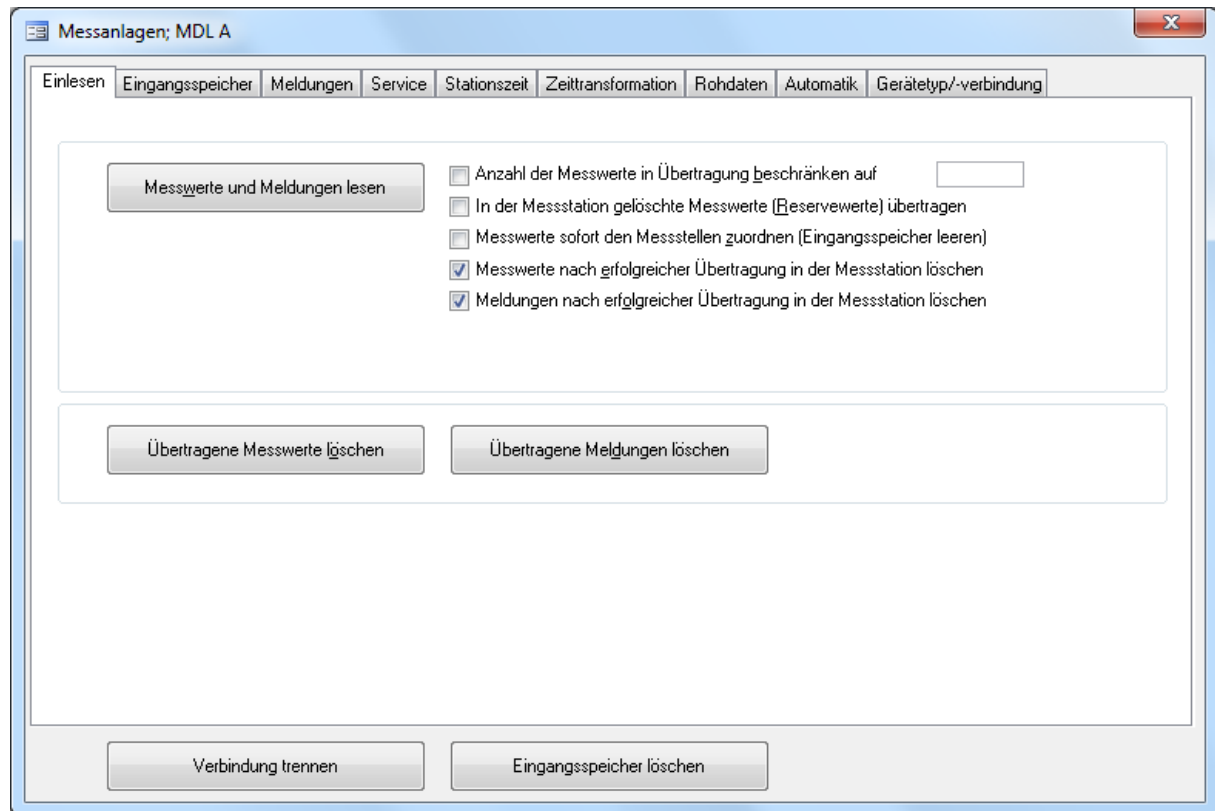 Messanlagen; MDL A
Einlesen Eingangsspeicher Meldungen Service Stationszeit Zeittransformation Rohdaten Automatik Gerätetyp/-verbindung
Messwerte und Meldungen lesen
Anzahl der Messwerte in Übertragung beschränken auf
In der Messstation gelöschte Messwerte (Reservewerte) übertragen
Messwerte sofort den Messstellen zuordnen (Eingangsspeicher leeren)
Messwerte nach erfolgreicher Übertragung in der Messstation löschen
Meldungen nach erfolgreicher Übertragung in der Messstation löschen
Übertragene Messwerte löschen Übertragene Meldungen löschen
Verbindung trennen Eingangsspeicher löschen